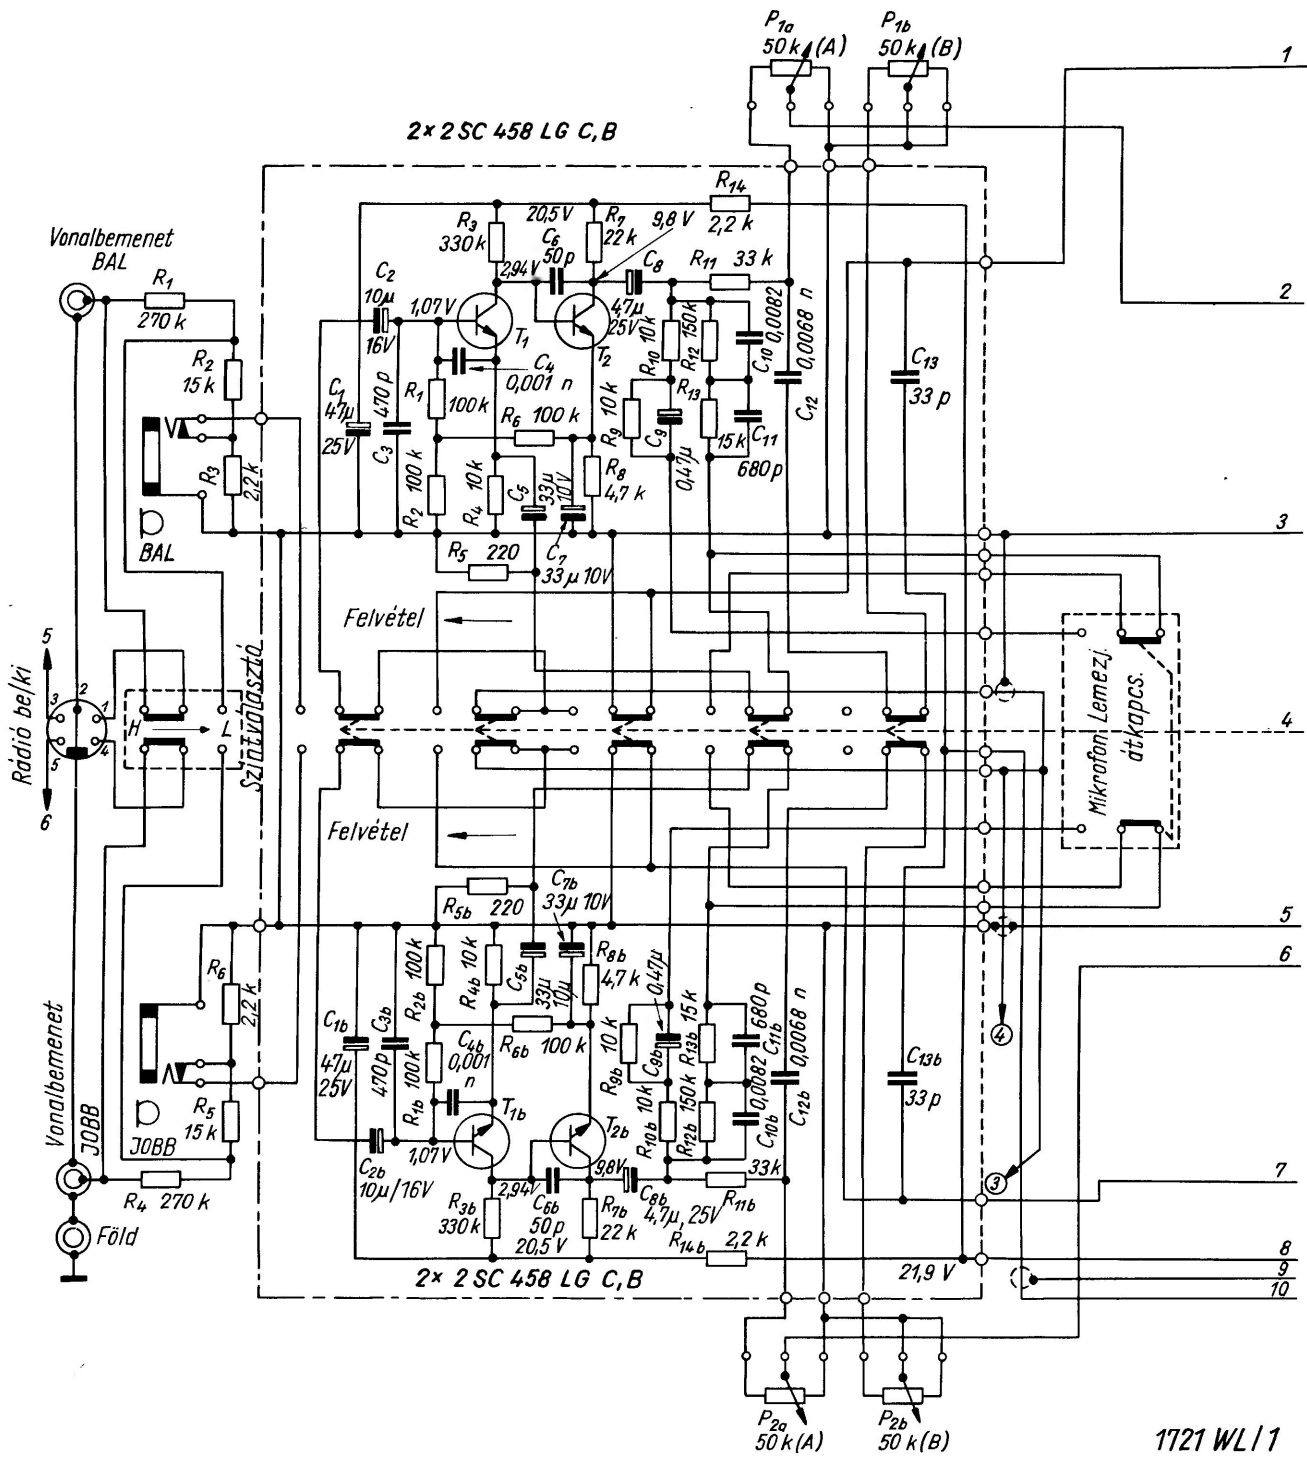 P1a
50 k (A)
P1b
50 k (B)
1
2× 2 SC 458 LG C, B
2
Vonalbemenet
BAL
R1
270 k
R2
15 k
R3
2,2 k
BAL
R3
330 k
20,5 V
R7
22 k
9,8 V
R14
2,2 k
C6
50 p
2,94 V
C8
47µ
25V
R11
33 k
C2
10µ
16V
1,07 V
T1
T2
C4
0,001 n
C1
47µ
25V
470 p
C3
R1
100 k
R6
100 k
R2
100 k
R4
10 k
C5
33µ
10V
R8
4,7 k
C7
33µ 10V
R5
220
R10
10 k
R12
150 k
C10
0,0082
0,0068 n
C12
R9
10 k
C9
0,47µ
R13
15 k
C11
680 p
C13
33 p
3
Felvétel
Rádió be/ki
5
3
2
1
4
5
6
H
L
Szintválasztó
Mikrofon Lemezj.
átkapcs.
4
Felvétel
R5b
220
C7b
33µ 10V
5
6
R6
2,2 k
R5
15 k
JOBB
Vonalbemenet
JOBB
R4
270 k
Föld
C1b
47µ
25V
C3b
470 p
R2b
100 k
R4b
10 k
C5b
33µ
10µ
R8b
4,7 k
C4b
0,001
n
R6b
100 k
R1b
100 k
T1b
T2b
1,07 V
C2b
10µ/16V
2,94V
9,8V
R3b
330 k
C6b
50 p
20,5 V
R7b
22 k
C8b
4,7µ, 25V
R11b
33 k
R14b
2,2 k
R9b
10 k
C9b
0,47µ
R10b
10 k
R13b
15 k
R12b
150 k
C11b
680 p
C10b
0,0082
C12b
0,0068 n
C13b
33 p
4
3
7
21,9 V
8
9
10
2× 2 SC 458 LG C, B
P2a
50 k (A)
P2b
50 k (B)
1721 WL/1